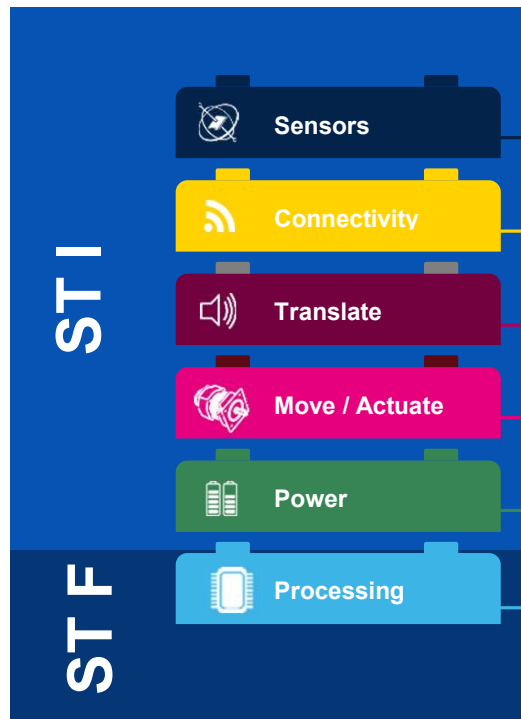 ST I
Sensors
Connectivity
Translate
Move / Actuate
Power
ST F
Processing